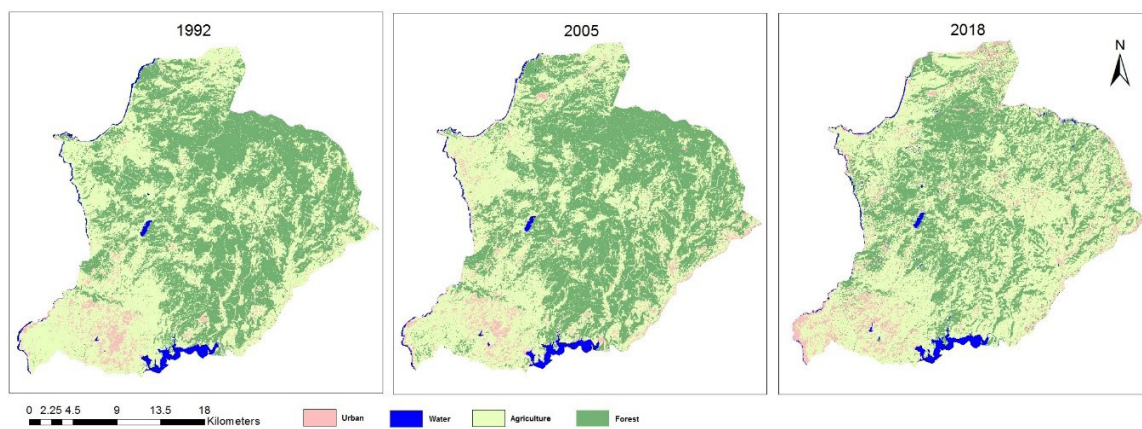 1992
2005
2018
N
0 2.25 4.5 9 13.5 18
Kilometers
Urban
Water
Agriculture
Forest